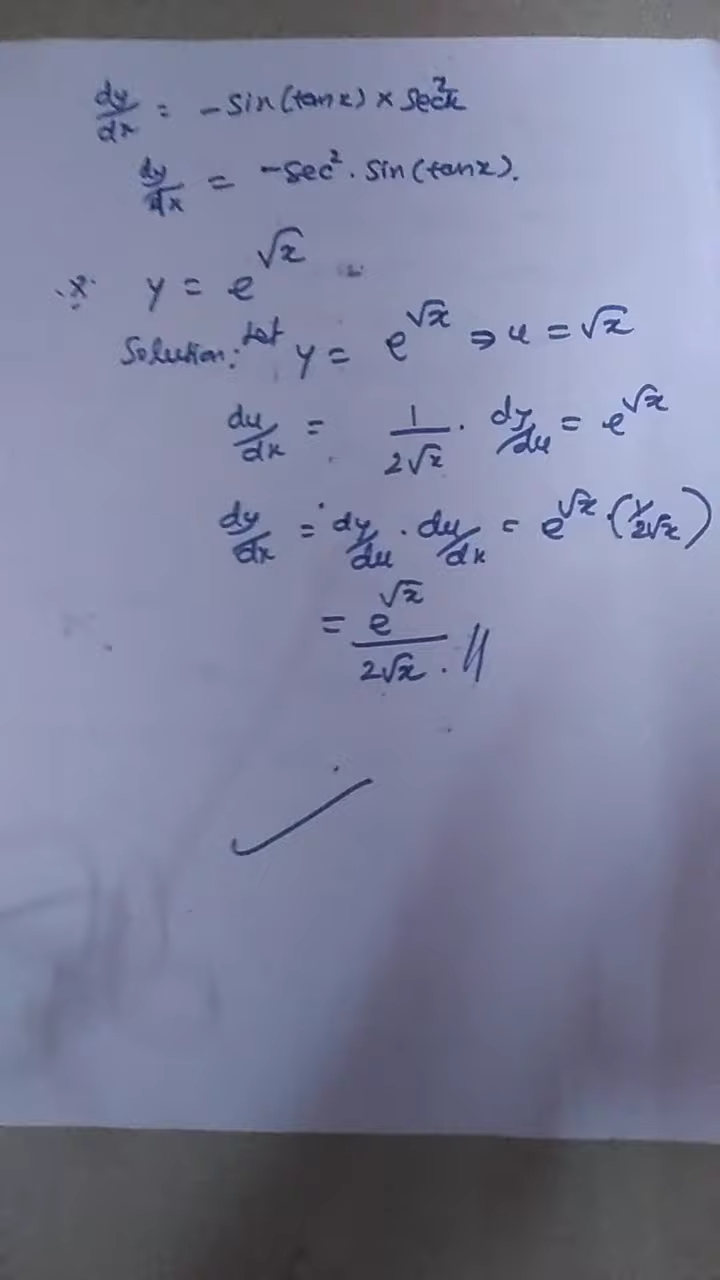 dy/dx = -sin(tanx) × sec²x
dy/dx = -sec². sin(tanx).
y = e^√x
Solution: Let y = e^√x ⇒ u = √x
du/dx = 1/2√x . dy/du = e^√x
dy/dx = dy/du . du/dx = e^√x (1/2√x)
= e^√x/2√x . //